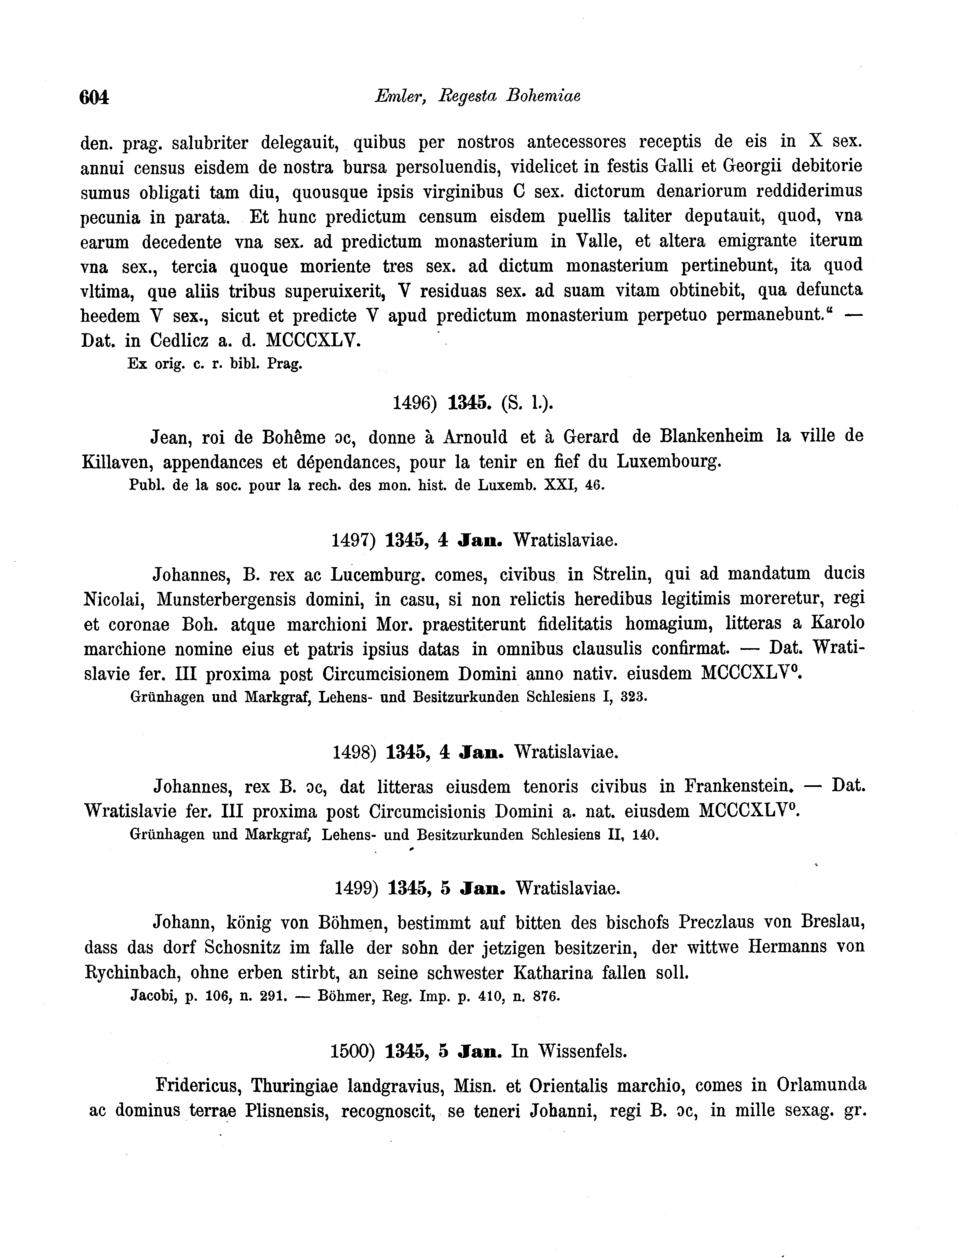 604 Emler, Regesta Bohemiae
den. prag. salubriter delegauit, quibus per nostros antecessores receptis de eis in X sex.
annui census eisdem de nostra bursa persoluendis, videlicet in festis Galli et Georgii debitorie
sumus obligati tam diu, quousque ipsis virginibus C sex. dictorum denariorum reddiderimus
pecunia in parata. Et hunc predictum censum eisdem puellis taliter deputauit, quod, vna
earum decedente vna sex. ad predictum monasterium in Valle, et altera emigrante iterum
vna sex., tercia quoque moriente tres sex. ad dictum monasterium pertinebunt, ita quod
vltima, que aliis tribus superuixerit, V residuas sex. ad suam vitam obtinebit, qua defuncta
heedem V sex., sicut et predicte V apud predictum monasterium perpetuo permanebunt.“ —
Dat. in Cedlicz a. d. MCCCXLV.
Ex orig. c. r. bibl. Prag.
1496) 1345. (S. l.).
Jean, roi de Bohême ɔc, donne à Arnould et à Gerard de Blankenheim la ville de
Killaven, appendances et dépendances, pour la tenir en fief du Luxembourg.
Publ. de la soc. pour la rech. des mon. hist. de Luxemb. XXI, 46.
1497) 1345, 4 Jan. Wratislaviae.
Johannes, B. rex ac Lucemburg. comes, civibus in Strelin, qui ad mandatum ducis
Nicolai, Munsterbergensis domini, in casu, si non relictis heredibus legitimis moreretur, regi
et coronae Boh. atque marchioni Mor. praestiterunt fidelitatis homagium, litteras a Karolo
marchione nomine eius et patris ipsius datas in omnibus clausulis confirmat. — Dat. Wrati-
slavie fer. III proxima post Circumcisionem Domini anno nativ. eiusdem MCCCXLV⁰.
Grünhagen und Markgraf, Lehens- und Besitzurkunden Schlesiens I, 323.
1498) 1345, 4 Jan. Wratislaviae.
Johannes, rex B. ɔc, dat litteras eiusdem tenoris civibus in Frankenstein. — Dat.
Wratislavie fer. III proxima post Circumcisionis Domini a. nat. eiusdem MCCCXLV⁰.
Grünhagen und Markgraf, Lehens- und Besitzurkunden Schlesiens II, 140.
1499) 1345, 5 Jan. Wratislaviae.
Johann, könig von Böhmen, bestimmt auf bitten des bischofs Preczlaus von Breslau,
dass das dorf Schosnitz im falle der sohn der jetzigen besitzerin, der wittwe Hermanns von
Rychinbach, ohne erben stirbt, an seine schwester Katharina fallen soll.
Jacobi, p. 106, n. 291. — Böhmer, Reg. Imp. p. 410, n. 876.
1500) 1345, 5 Jan. In Wissenfels.
Fridericus, Thuringiae landgravius, Misn. et Orientalis marchio, comes in Orlamunda
ac dominus terrae Plisnensis, recognoscit, se teneri Johanni, regi B. ɔc, in mille sexag. gr.